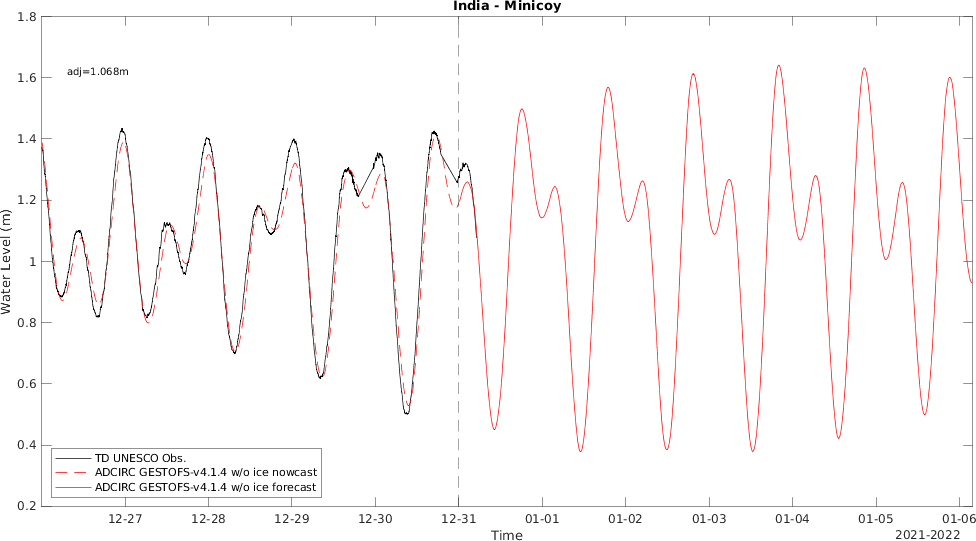 India - Minicoy
adj=1.068m
Water Level (m)
1.8
1.6
1.4
1.2
1
0.8
0.6
0.4
0.2
TD UNESCO Obs.
ADCIRC GESTOFS-v4.1.4 w/o ice nowcast
ADCIRC GESTOFS-v4.1.4 w/o ice forecast
12-27 12-28 12-29 12-30 12-31 01-01 01-02 01-03 01-04 01-05 01-06
Time
2021-2022